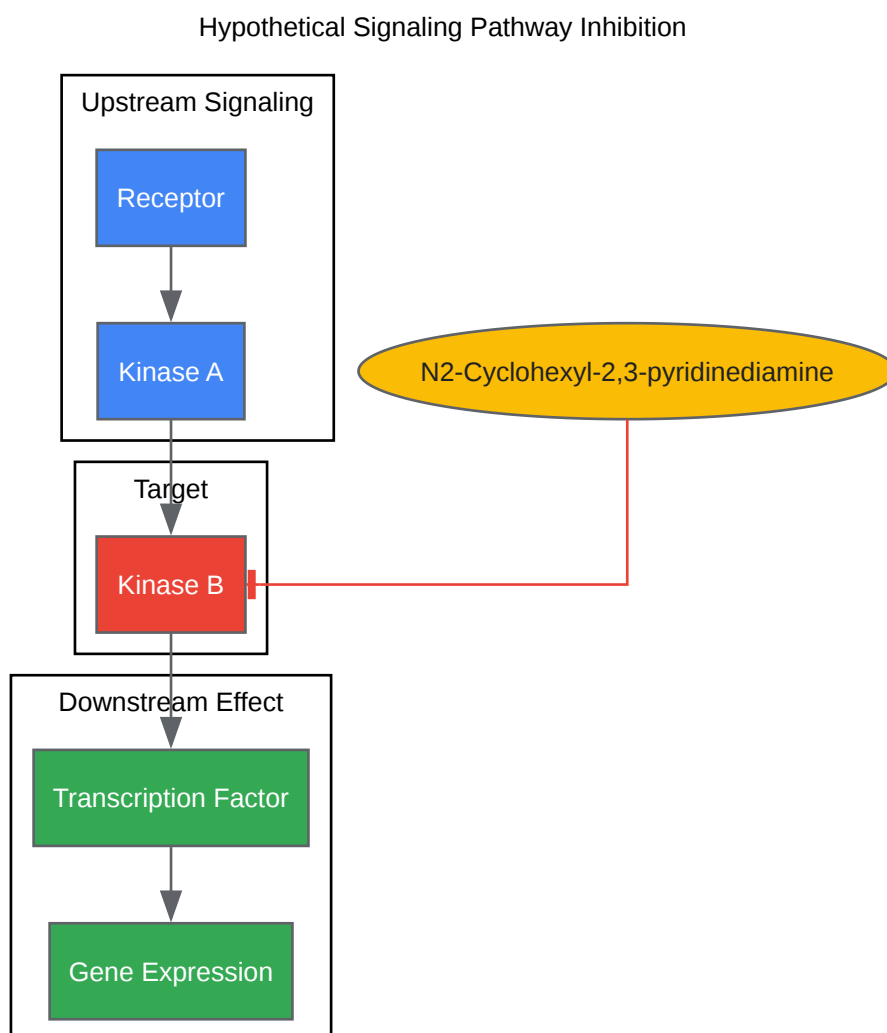 Hypothetical Signaling Pathway Inhibition
Upstream Signaling
Receptor
Kinase A
N2-Cyclohexyl-2,3-pyridinediamine
Target
Kinase B
Downstream Effect
Transcription Factor
Gene Expression